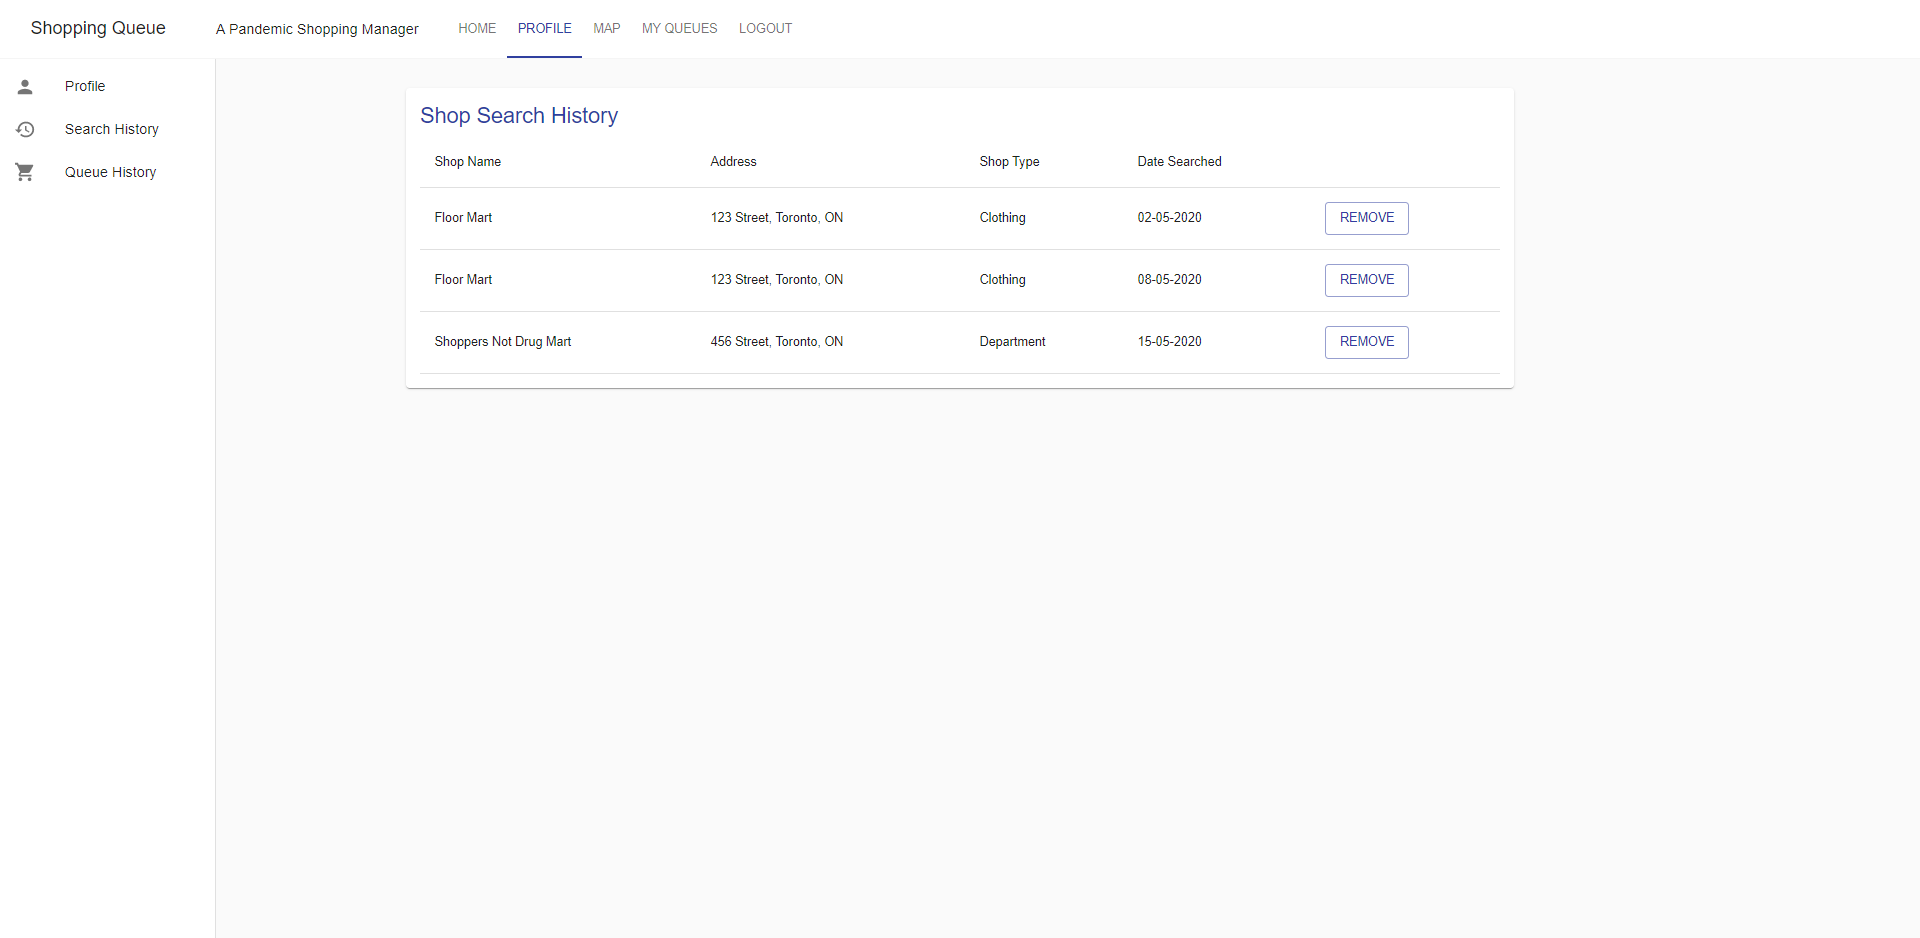 Shopping Queue A Pandemic Shopping Manager HOME PROFILE MAP MY QUEUES LOGOUT
Profile
Search History
Queue History
Shop Search History
Shop Name Address Shop Type Date Searched
Floor Mart 123 Street, Toronto, ON Clothing 02-05-2020 REMOVE
Floor Mart 123 Street, Toronto, ON Clothing 08-05-2020 REMOVE
Shoppers Not Drug Mart 456 Street, Toronto, ON Department 15-05-2020 REMOVE